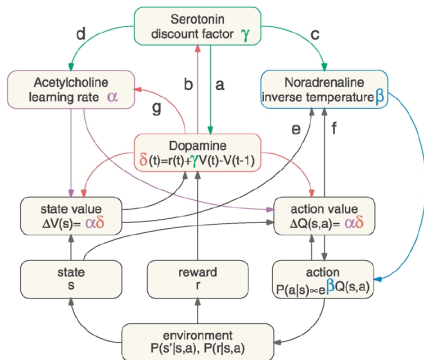 Serotonin
discount factor γ
d
c
Acetylcholine
learning rate α
b
a
Noradrenaline
inverse temperature β
g
e
f
Dopamine
δ(t)=r(t)+γV(t)-V(t-1)
state value
ΔV(s)= αδ
action value
ΔQ(s,a)= αδ
state
s
reward
r
action
P(a|s)∝e βQ(s,a)
environment
P(s'|s,a), P(r|s,a)